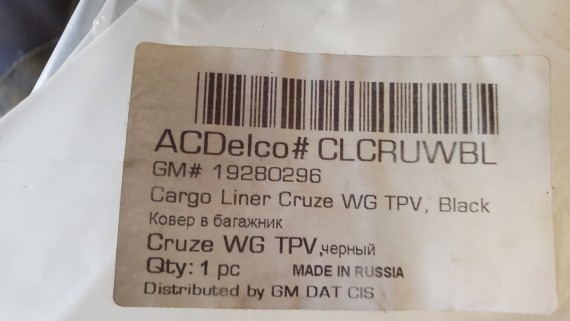 ACDelco# CLCRUWBL
GM# 19280296
Cargo Liner Cruze WG TPV, Black
Ковер в багажник
Cruze WG TPV,черный
Qty: 1 pc MADE IN RUSSIA
Distributed by GM DAT CIS